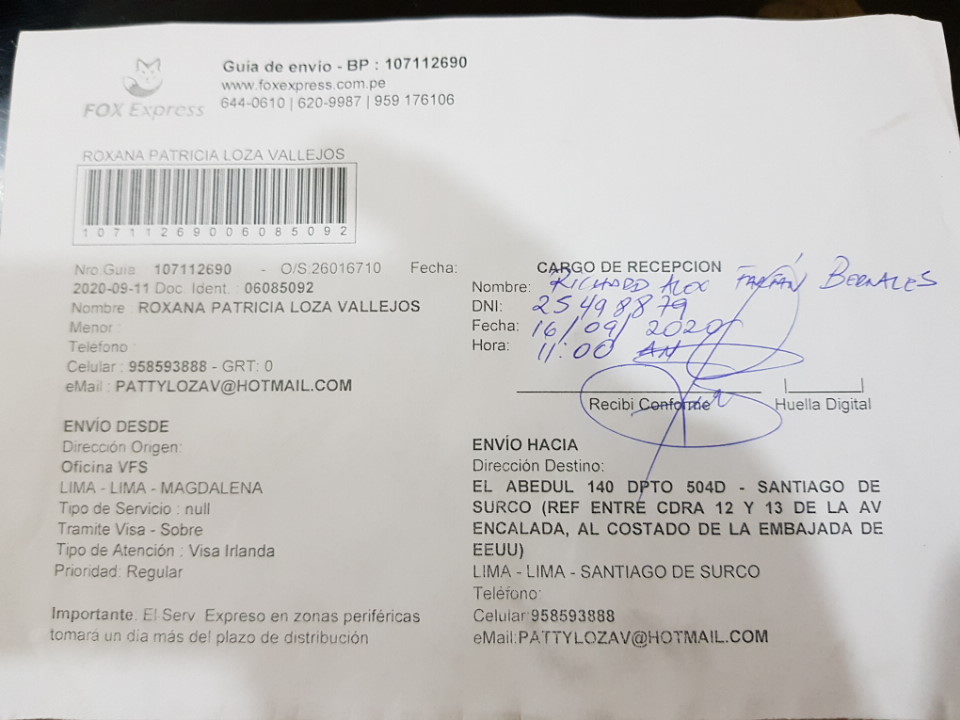 FOX Express
Guía de envío - BP : 107112690
www.foxexpress.com.pe
644-0610 | 620-9987 | 959 176106
ROXANA PATRICIA LOZA VALLEJOS
10711269006085092
Nro Guia 107112690 - O/S:26016710 Fecha:
2020-09-11 Doc. Ident. 06085092
Nombre : ROXANA PATRICIA LOZA VALLEJOS
Menor :
Teléfono :
Celular : 958593888 - GRT: 0
eMail : PATTYLOZAV@HOTMAIL.COM
ENVÍO DESDE
Dirección Origen:
Oficina VFS
LIMA - LIMA - MAGDALENA
Tipo de Servicio : null
Tramite Visa - Sobre
Tipo de Atención : Visa Irlanda
Prioridad: Regular
Importante. El Serv Expreso en zonas periféricas
tomará un día más del plazo de distribución
CARGO DE RECEPCION
Nombre: RICHARD ALEX FARFÁN BERNALES
DNI: 25498879
Fecha: 16/09/2020
Hora: 11:00 AM
Recibi Conforme Huella Digital
ENVÍO HACIA
Dirección Destino:
EL ABEDUL 140 DPTO 504D - SANTIAGO DE
SURCO (REF ENTRE CDRA 12 Y 13 DE LA AV
ENCALADA, AL COSTADO DE LA EMBAJADA DE
EEUU)
LIMA - LIMA - SANTIAGO DE SURCO
Teléfono:
Celular:958593888
eMail:PATTYLOZAV@HOTMAIL.COM